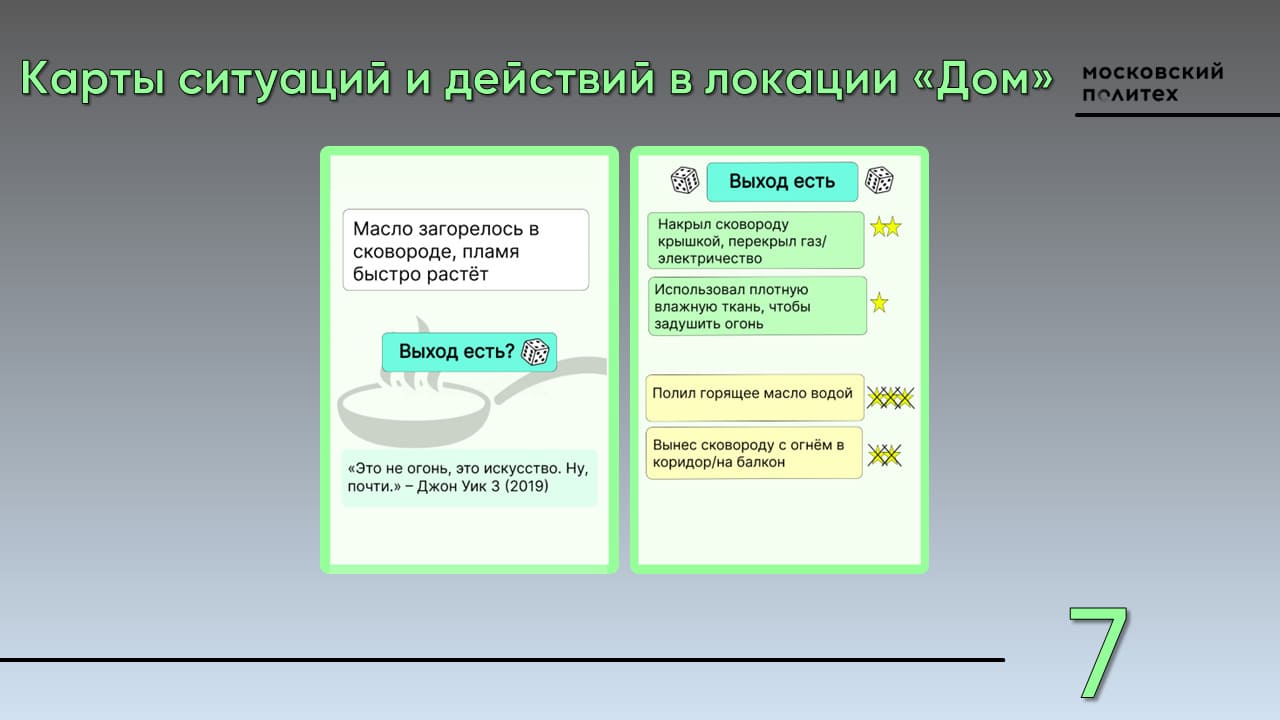 Карты ситуаций и действий в локации «Дом»
московский
политех
Масло загорелось в
сковороде, пламя
быстро растёт
Выход есть?
«Это не огонь, это искусство. Ну,
почти.» – Джон Уик 3 (2019)
Выход есть
Накрыл сковороду
крышкой, перекрыл газ/
электричество
Использовал плотную
влажную ткань, чтобы
задушить огонь
Полил горящее масло водой
Вынес сковороду с огнём в
коридор/на балкон
7